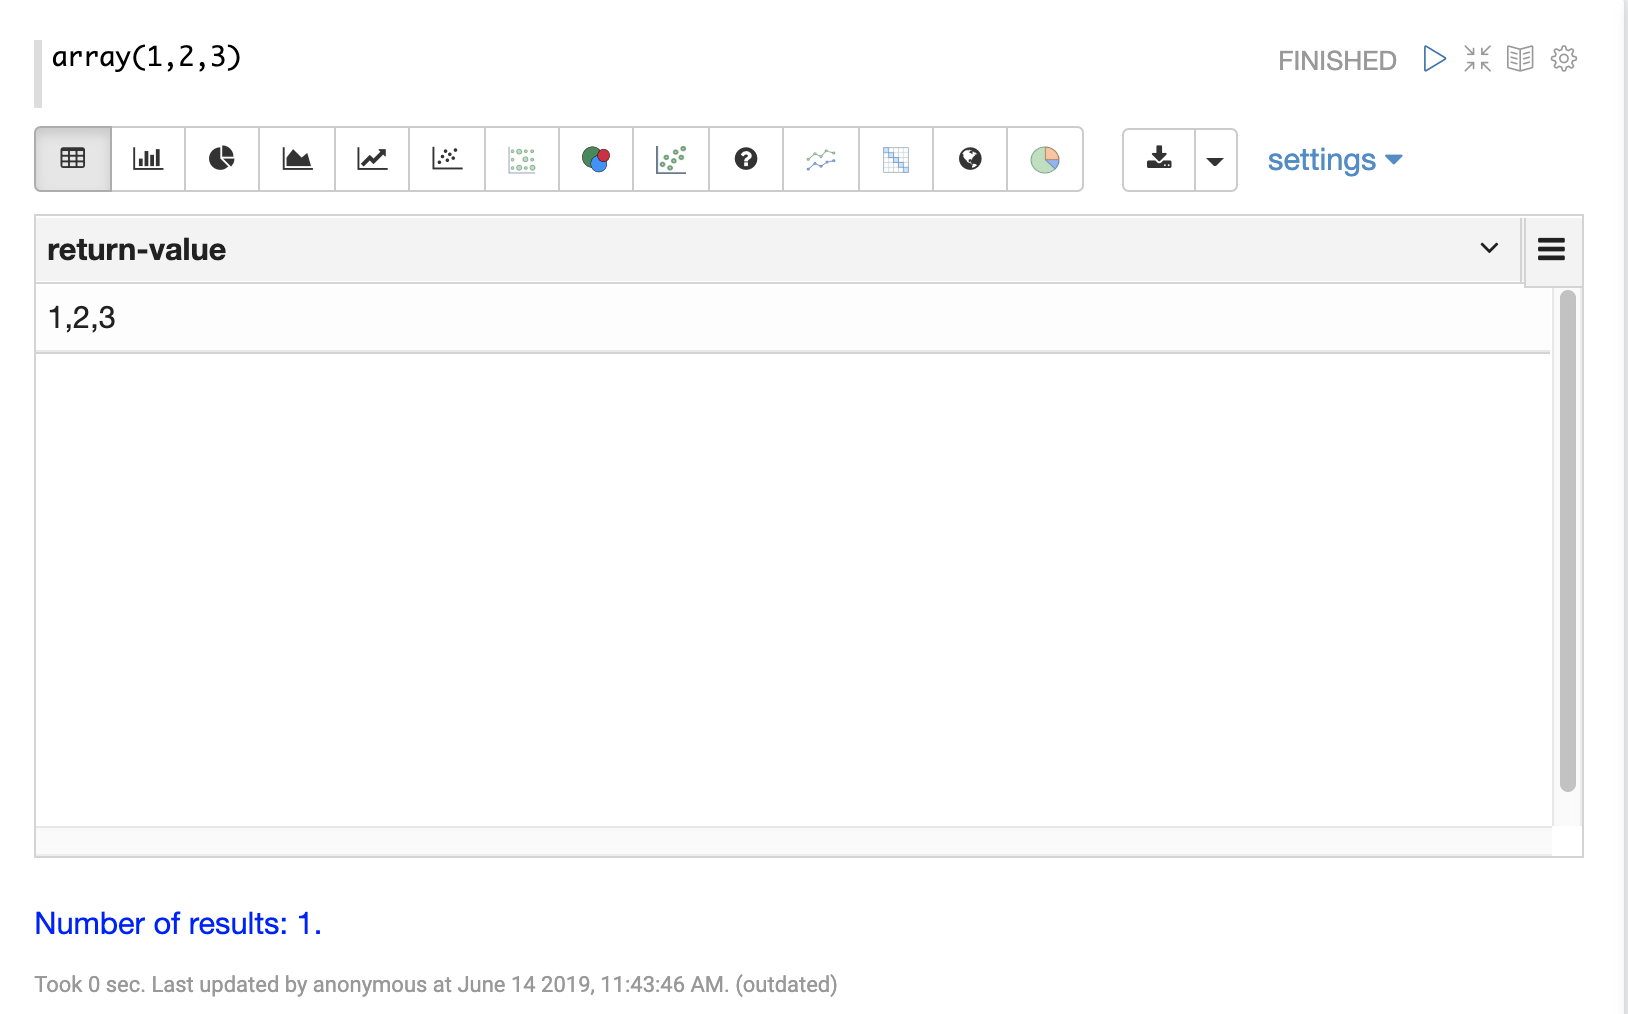 array(1,2,3)
FINISHED
settings
return-value
1,2,3
Number of results: 1.
Took 0 sec. Last updated by anonymous at June 14 2019, 11:43:46 AM. (outdated)